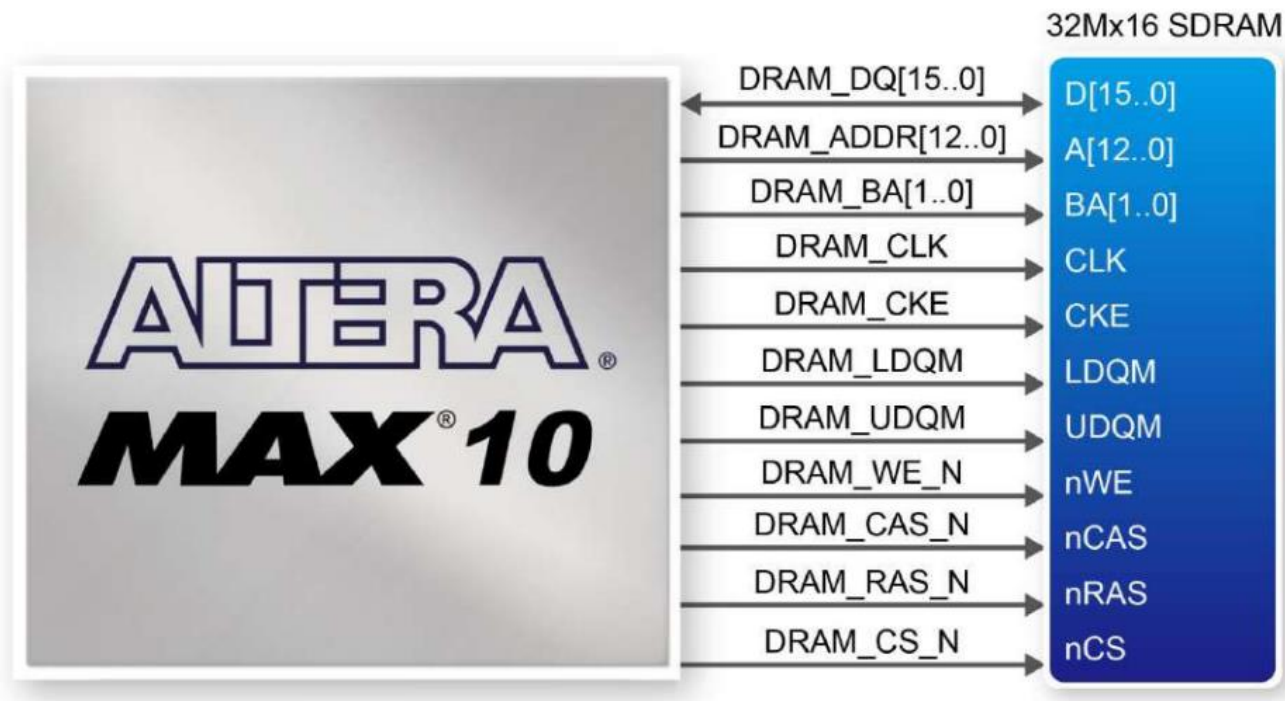 32Mx16 SDRAM
DRAM_DQ[15..0] D[15..0]
DRAM_ADDR[12..0] A[12..0]
DRAM_BA[1..0] BA[1..0]
DRAM_CLK CLK
DRAM_CKE CKE
DRAM_LDQM LDQM
DRAM_UDQM UDQM
DRAM_WE_N nWE
DRAM_CAS_N nCAS
DRAM_RAS_N nRAS
DRAM_CS_N nCS
ALTERA®
MAX®10